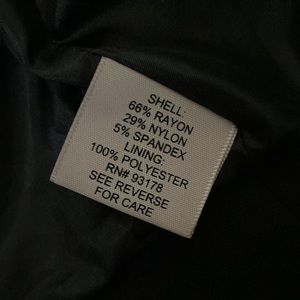 SHELL:
66% RAYON
29% NYLON
5% SPANDEX
LINING:
100% POLYESTER
RN# 93178
SEE REVERSE
FOR CARE